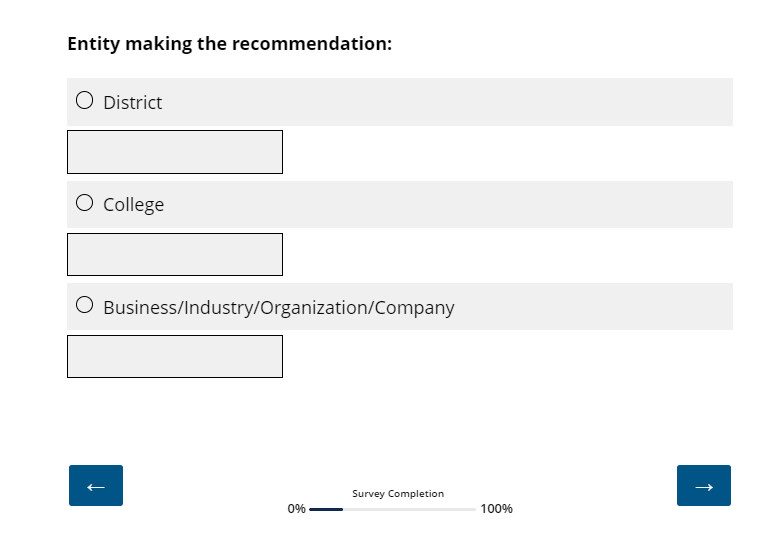 Entity making the recommendation:
District
College
Business/Industry/Organization/Company
←
→
Survey Completion
0% 100%